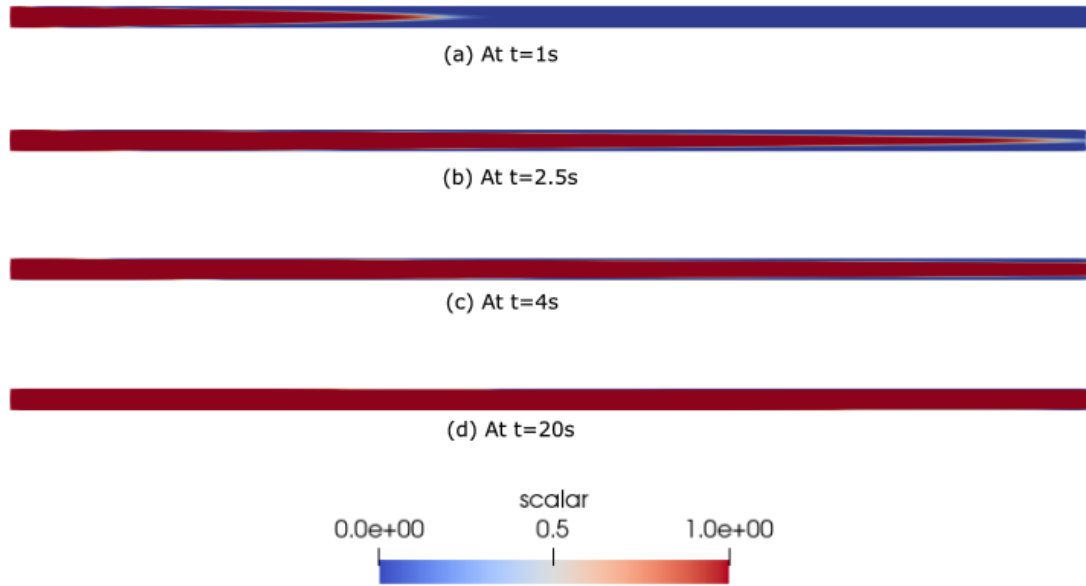 (a) At t=1s
(b) At t=2.5s
(c) At t=4s
(d) At t=20s
scalar
0.0e+00 0.5 1.0e+00